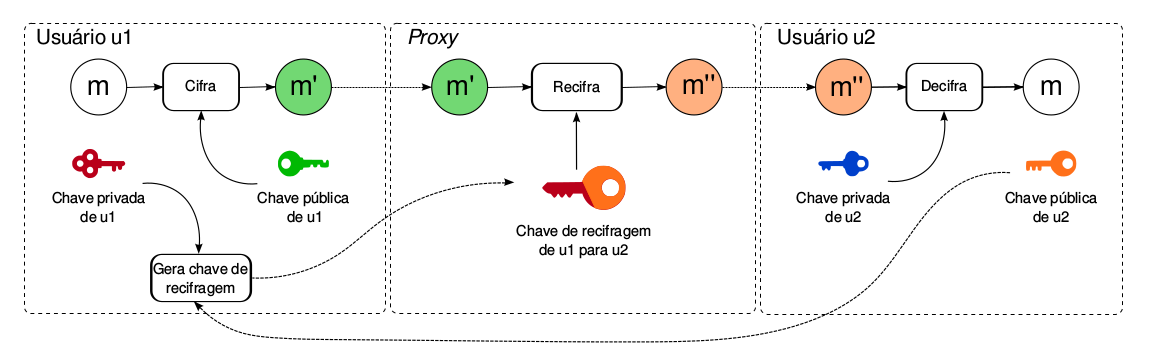 Usuário u1
Proxy
Usuário u2
m
Cifra
m'
m'
Recifra
m''
m''
Decifra
m
Chave privada
de u1
Chave pública
de u1
Chave de recifragem
de u1 para u2
Chave privada
de u2
Chave pública
de u2
Gera chave de
recifragem